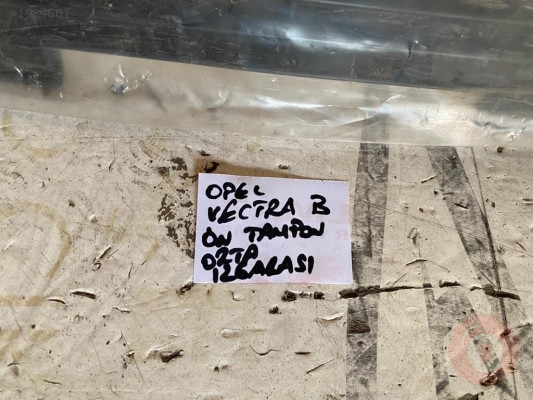 OPEL
VECTRA B
ÖN TAMPON
ORTA
IZGARASI